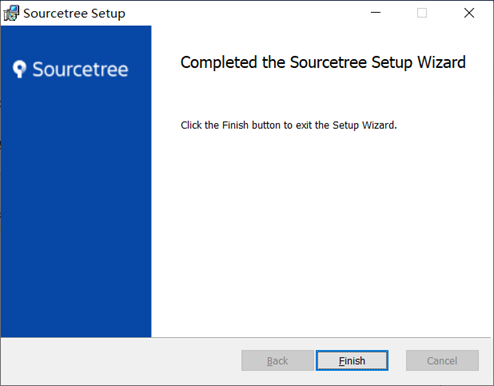 Sourcetree Setup
Sourcetree
Completed the Sourcetree Setup Wizard
Click the Finish button to exit the Setup Wizard.
Back
Finish
Cancel